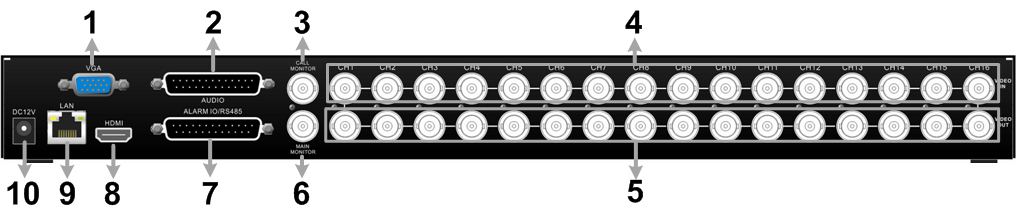 1 2 3 4
VGA
CALL
MONITOR
CH1 CH2 CH3 CH4 CH5 CH6 CH7 CH8 CH9 CH10 CH11 CH12 CH13 CH14 CH15 CH16
VIDEO
IN
AUDIO
DC12V
LAN
HDMI
ALARM IO/RS485
MAIN
MONITOR
VIDEO
OUT
10 9 8 7 6 5